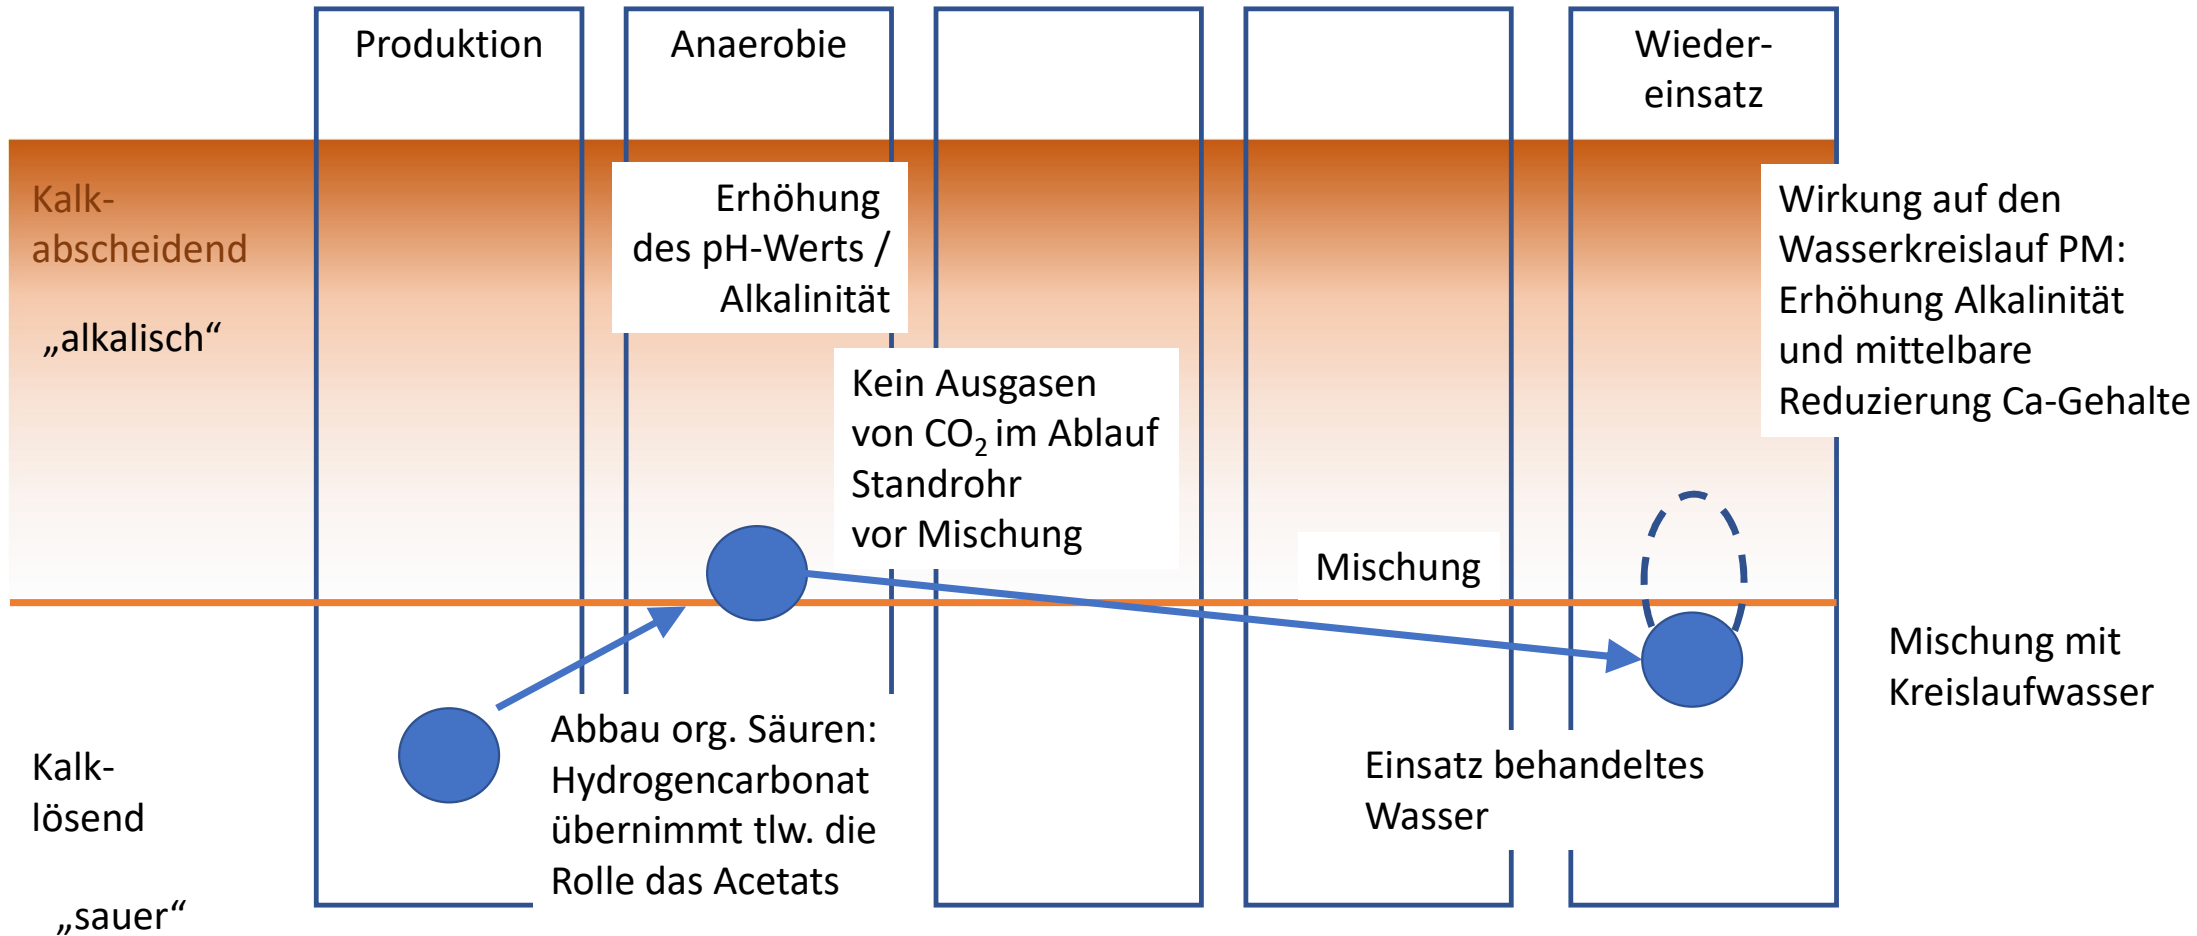 Produktion
Anaerobie
Wieder-
einsatz
Kalk-
abscheidend
„alkalisch“
Erhöhung
des pH-Werts /
Alkalinität
Kein Ausgasen
von CO₂ im Ablauf
Standrohr
vor Mischung
Mischung
Wirkung auf den
Wasserkreislauf PM:
Erhöhung Alkalinität
und mittelbare
Reduzierung Ca-Gehalte
Mischung mit
Kreislaufwasser
Abbau org. Säuren:
Hydrogencarbonat
übernimmt tlw. die
Rolle das Acetats
Einsatz behandeltes
Wasser
Kalk-
lösend
„sauer“